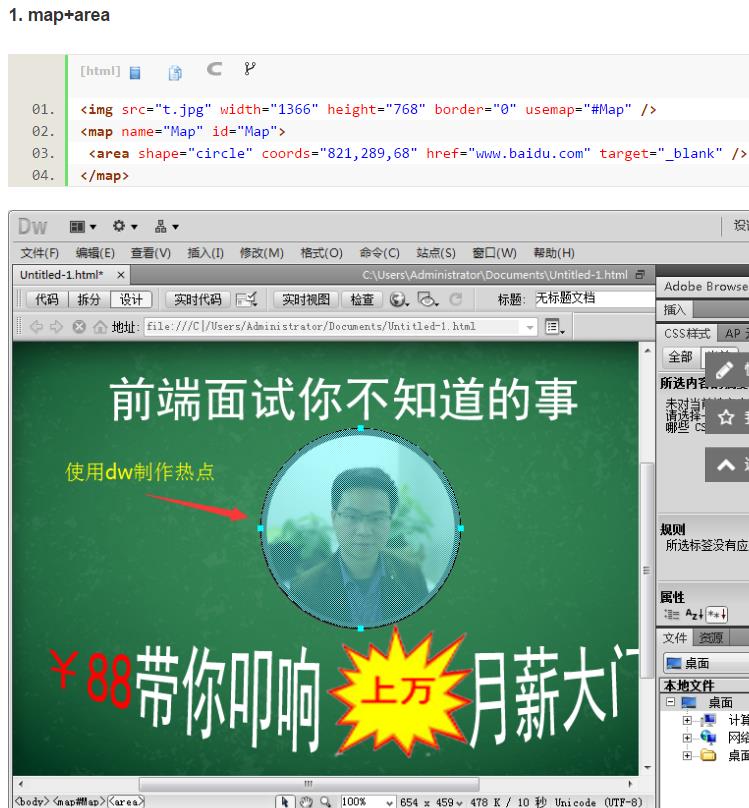 1. map+area
[html]
01. <img src="t.jpg" width="1366" height="768" border="0" usemap="#Map" />
02. <map name="Map" id="Map">
03. <area shape="circle" coords="821,289,68" href="www.baidu.com" target="_blank" />
04. </map>
Dw
文件(F) 编辑(E) 查看(V) 插入(I) 修改(M) 格式(O) 命令(C) 站点(S) 窗口(W) 帮助(H)
Untitled-1.html* × C:\Users\Administrator\Documents\Untitled-1.html
Adobe Browse
代码 拆分 设计 实时代码 实时视图 检查 标题: 无标题文档
插入
地址: file:///C|/Users/Administrator/Documents/Untitled-1.html
CSS样式 AP
全部
前端面试你不知道的事
所选内容的
未对当前
请选择
哪些 CS
使用dw制作热点
规则
所选标签没有应
属性
文件 资源
¥88带你叩响 上万 月薪大门
桌面
本地文件
桌面
计算
网络
桌面
<body> <map#Map> <area> 100% 654 x 459 478 K / 10 秒 Unicode (UTF-8)